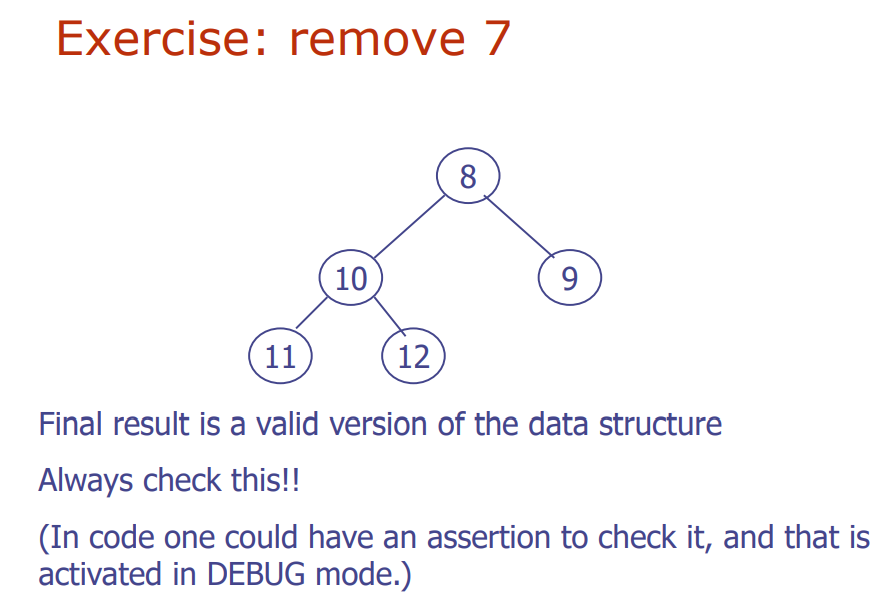 Exercise: remove 7
8
10
9
11
12
Final result is a valid version of the data structure
Always check this!!
(In code one could have an assertion to check it, and that is
activated in DEBUG mode.)